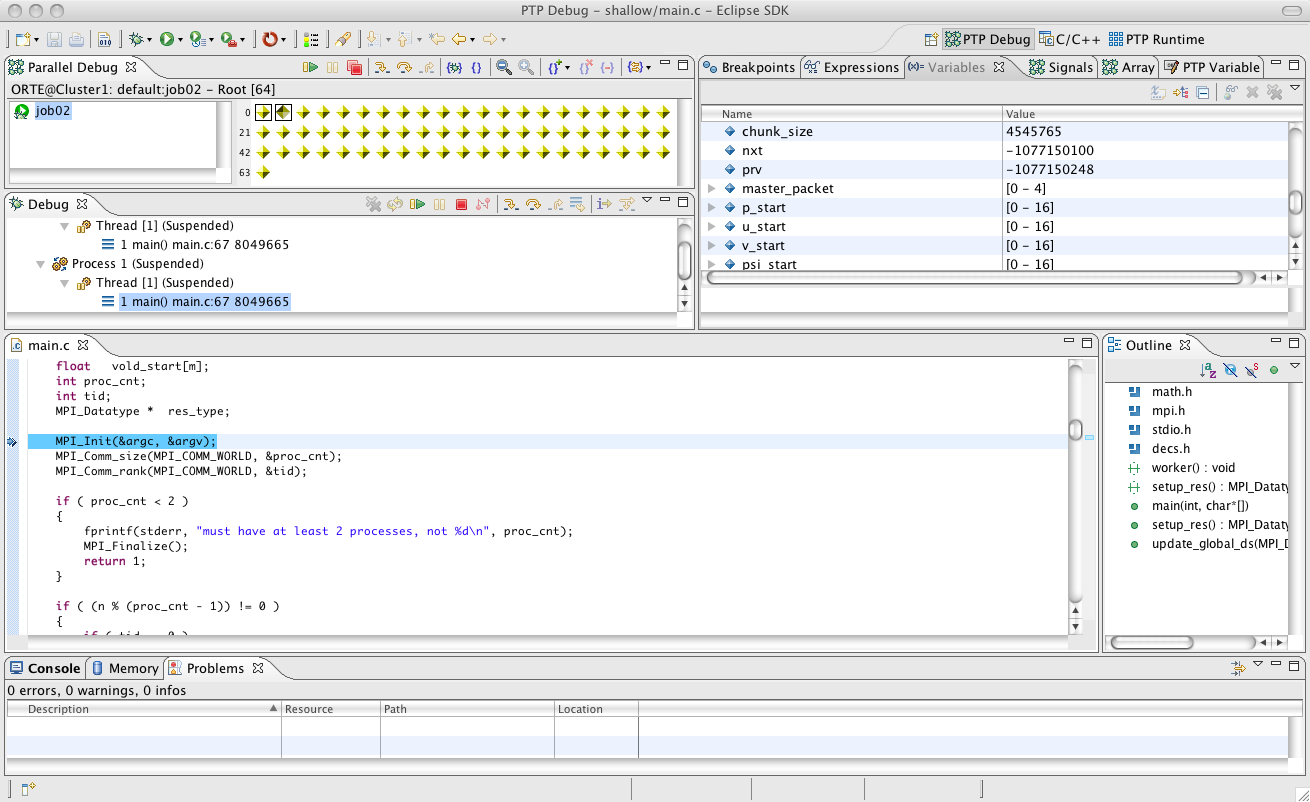 PTP Debug – shallow/main.c – Eclipse SDK
PTP Debug C/C++ PTP Runtime
Parallel Debug
ORTE@Cluster1: default:job02 - Root [64]
job02
0
21
42
63
Breakpoints Expressions Variables Signals Array PTP Variable
Name Value
chunk_size 4545765
nxt -1077150100
prv -1077150248
master_packet [0 - 4]
p_start [0 - 16]
u_start [0 - 16]
v_start [0 - 16]
psi_start [0 - 16]
Debug
Thread [1] (Suspended)
1 main() main.c:67 8049665
Process 1 (Suspended)
Thread [1] (Suspended)
1 main() main.c:67 8049665
main.c
float vold_start[m];
int proc_cnt;
int tid;
MPI_Datatype * res_type;
MPI_Init(&argc, &argv);
MPI_Comm_size(MPI_COMM_WORLD, &proc_cnt);
MPI_Comm_rank(MPI_COMM_WORLD, &tid);
if ( proc_cnt < 2 )
{
fprintf(stderr, "must have at least 2 processes, not %d\n", proc_cnt);
MPI_Finalize();
return 1;
}
if ( (n % (proc_cnt - 1)) != 0 )
{
Outline
math.h
mpi.h
stdio.h
decs.h
worker() : void
setup_res() : MPI_Dataty
main(int, char*[])
setup_res() : MPI_Dataty
update_global_ds(MPI_D
Console Memory Problems
0 errors, 0 warnings, 0 infos
Description Resource Path Location